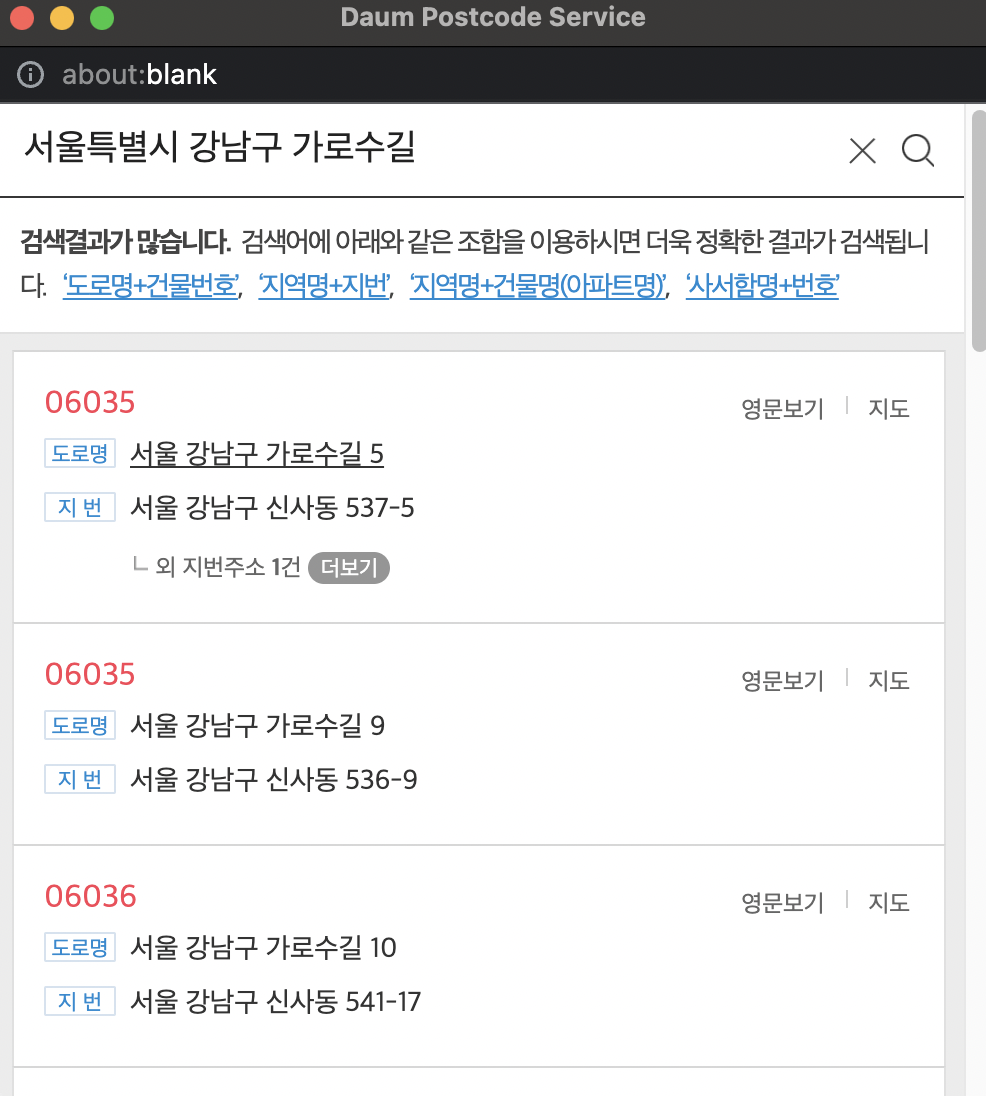 Daum Postcode Service
about:blank
서울특별시 강남구 가로수길
검색결과가 많습니다. 검색어에 아래와 같은 조합을 이용하시면 더욱 정확한 결과가 검색됩니
다. ‘도로명+건물번호’, ‘지역명+지번’, ‘지역명+건물명(아파트명)’, ‘사서함명+번호’
06035 영문보기 지도
도로명 서울 강남구 가로수길 5
지 번 서울 강남구 신사동 537-5
외 지번주소 1건 더보기
06035 영문보기 지도
도로명 서울 강남구 가로수길 9
지 번 서울 강남구 신사동 536-9
06036 영문보기 지도
도로명 서울 강남구 가로수길 10
지 번 서울 강남구 신사동 541-17